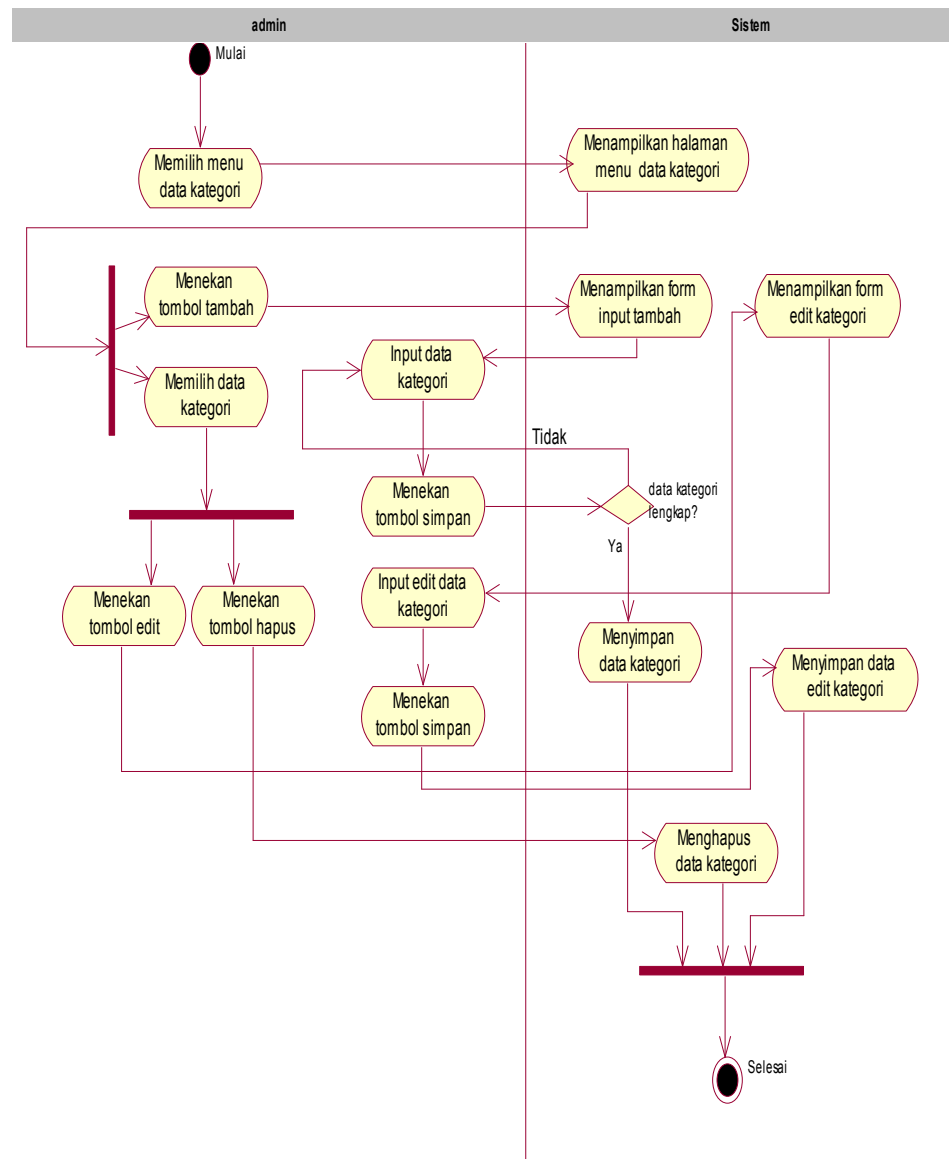 admin
Sistem
Mulai
Memilih menu
data kategori
Menampilkan halaman
menu data kategori
Menekan
tombol tambah
Menampilkan form
input tambah
Menampilkan form
edit kategori
Input data
kategori
Memilih data
kategori
Tidak
Menekan
tombol simpan
data kategori
lengkap?
Ya
Menekan
tombol edit
Menekan
tombol hapus
Input edit data
kategori
Menyimpan
data kategori
Menyimpan data
edit kategori
Menekan
tombol simpan
Menghapus
data kategori
Selesai